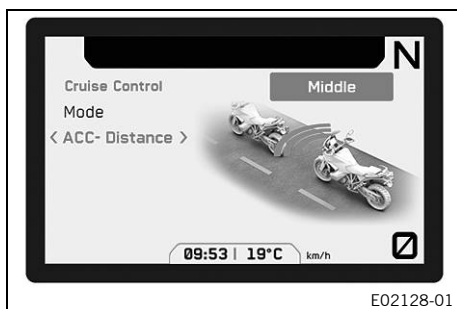 N
Cruise Control
Middle
Mode
< ACC- Distance >
09:53 | 19°C km/h
0
E02128-01